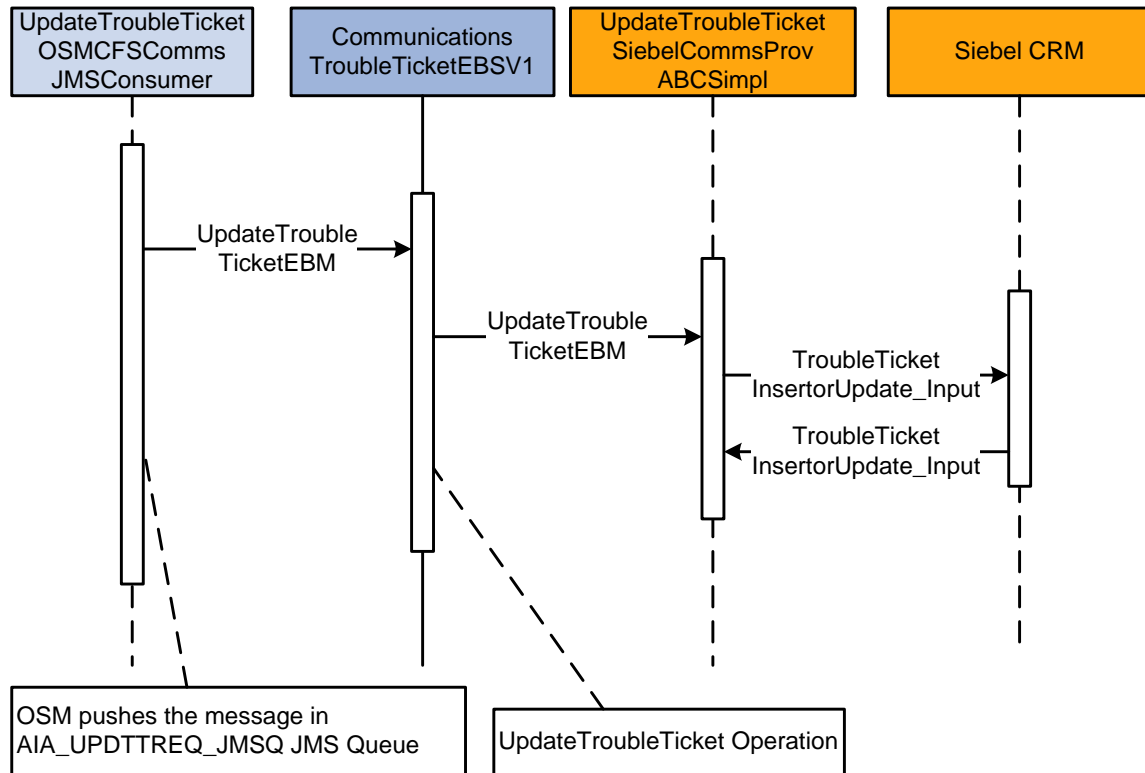 UpdateTroubleTicket
OSMCFSComms
JMSConsumer
Communications
TroubleTicketEBSV1
UpdateTroubleTicket
SiebelCommsProv
ABCSimpl
Siebel CRM
UpdateTrouble
TicketEBM
UpdateTrouble
TicketEBM
TroubleTicket
InsertorUpdate_Input
TroubleTicket
InsertorUpdate_Input
OSM pushes the message in
AIA_UPDTTREQ_JMSQ JMS Queue
UpdateTroubleTicket Operation